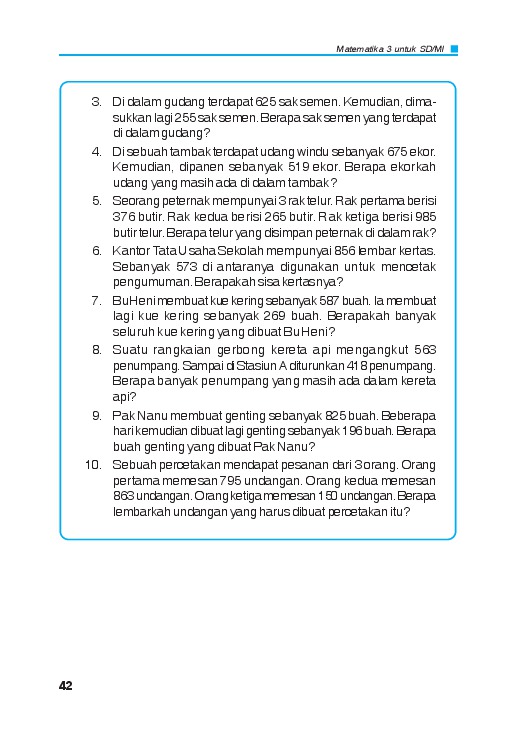 Matematika 3 untuk SD/MI
3. Di dalam gudang terdapat 625 sak semen. Kemudian, dima-
sukkan lagi 255 sak semen. Berapa sak semen yang terdapat
di dalam gudang?
4. Di sebuah tambak terdapat udang windu sebanyak 675 ekor.
Kemudian, dipanen sebanyak 519 ekor. Berapa ekorkah
udang yang masih ada di dalam tambak?
5. Seorang peternak mempunyai 3 rak telur. Rak pertama berisi
376 butir. Rak kedua berisi 265 butir. Rak ketiga berisi 985
butir telur. Berapa telur yang disimpan peternak di dalam rak?
6. Kantor Tata Usaha Sekolah mempunyai 856 lembar kertas.
Sebanyak 573 di antaranya digunakan untuk mencetak
pengumuman. Berapakah sisa kertasnya?
7. Bu Heni membuat kue kering sebanyak 587 buah. Ia membuat
lagi kue kering sebanyak 269 buah. Berapakah banyak
seluruh kue kering yang dibuat Bu Heni?
8. Suatu rangkaian gerbong kereta api mengangkut 563
penumpang. Sampai di Stasiun A diturunkan 418 penumpang.
Berapa banyak penumpang yang masih ada dalam kereta
api?
9. Pak Nanu membuat genting sebanyak 825 buah. Beberapa
hari kemudian dibuat lagi genting sebanyak 196 buah. Berapa
buah genting yang dibuat Pak Nanu?
10. Sebuah percetakan mendapat pesanan dari 3 orang. Orang
pertama memesan 795 undangan. Orang kedua memesan
863 undangan. Orang ketiga memesan 150 undangan. Berapa
lembarkah undangan yang harus dibuat percetakan itu?
42